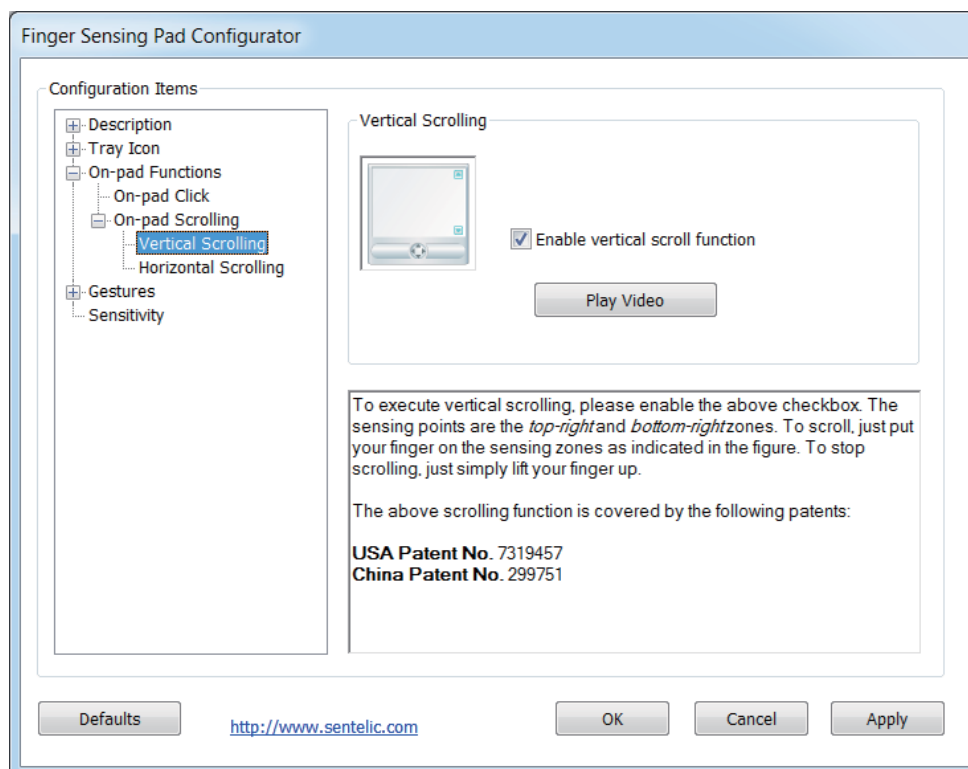 Finger Sensing Pad Configurator
Configuration Items
Description
Tray Icon
On-pad Functions
On-pad Click
On-pad Scrolling
Vertical Scrolling
Horizontal Scrolling
Gestures
Sensitivity
Vertical Scrolling
Enable vertical scroll function
Play Video
To execute vertical scrolling, please enable the above checkbox. The
sensing points are the top-right and bottom-right zones. To scroll, just put
your finger on the sensing zones as indicated in the figure. To stop
scrolling, just simply lift your finger up.
The above scrolling function is covered by the following patents:
USA Patent No. 7319457
China Patent No. 299751
Defaults
http://www.sentelic.com
OK
Cancel
Apply